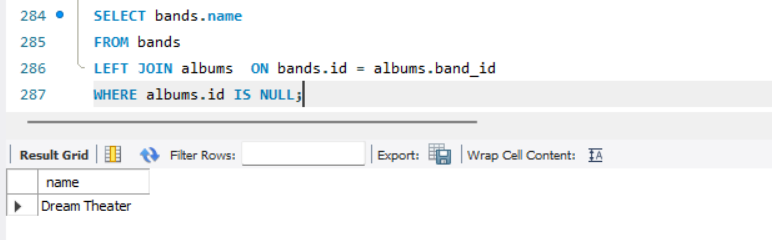 284 SELECT bands.name
285 FROM bands
286 LEFT JOIN albums  ON bands.id = albums.band_id
287 WHERE albums.id IS NULL;
Result Grid Filter Rows: Export: Wrap Cell Content: IA
name
Dream Theater